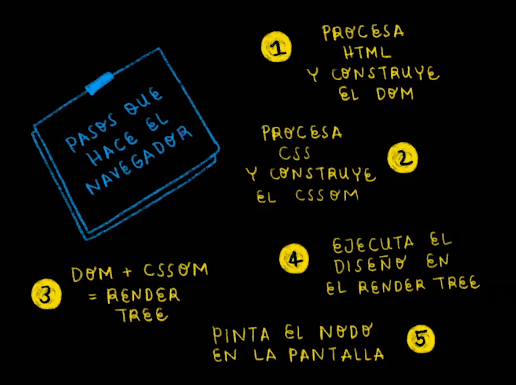 PASOS QUE
HACE EL
NAVEGADOR
1
PROCESA
HTML
Y CONSTRUYE
EL DOM
PROCESA
CSS
Y CONSTRUYE
EL CSSOM
2
3
DOM + CSSOM
= RENDER
TREE
4
EJECUTA EL
DISEÑO EN
EL RENDER TREE
PINTA EL NODO
EN LA PANTALLA
5